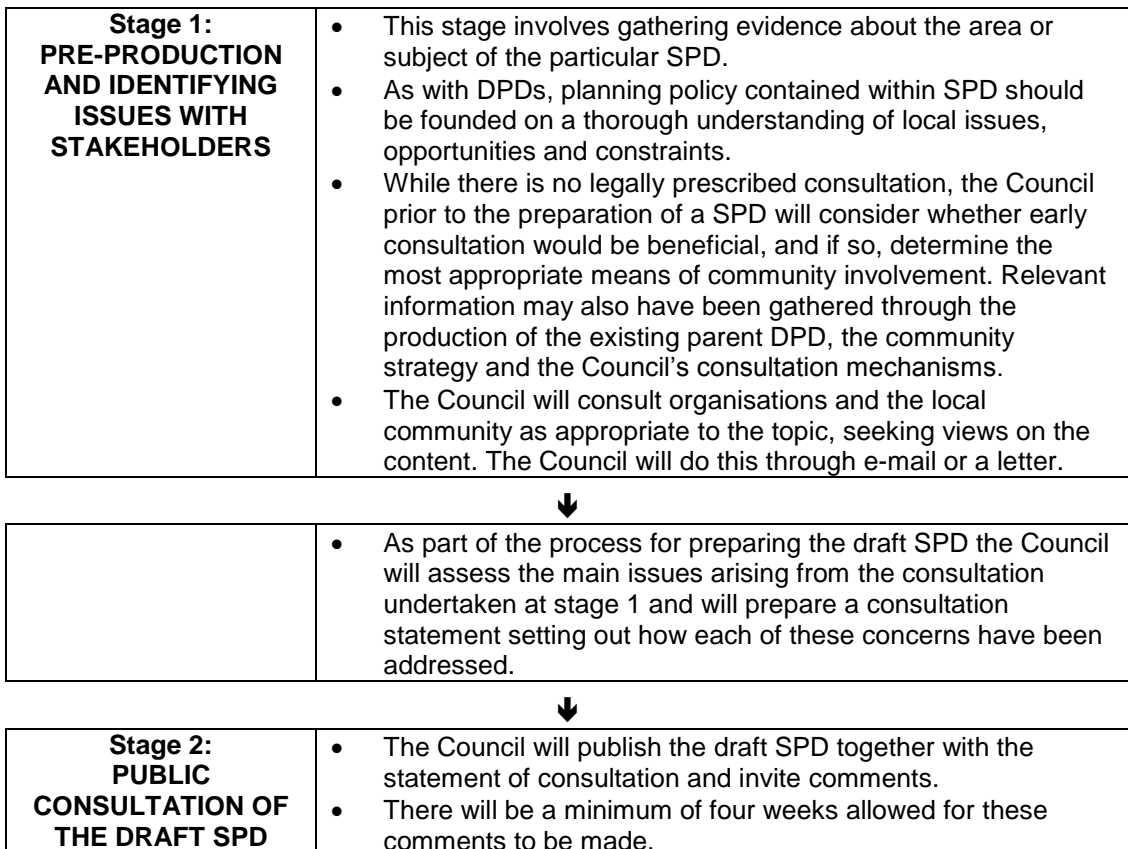 Stage 1:
PRE-PRODUCTION
AND IDENTIFYING
ISSUES WITH
STAKEHOLDERS
• This stage involves gathering evidence about the area or
subject of the particular SPD.
• As with DPDs, planning policy contained within SPD should
be founded on a thorough understanding of local issues,
opportunities and constraints.
• While there is no legally prescribed consultation, the Council
prior to the preparation of a SPD will consider whether early
consultation would be beneficial, and if so, determine the
most appropriate means of community involvement. Relevant
information may also have been gathered through the
production of the existing parent DPD, the community
strategy and the Council’s consultation mechanisms.
• The Council will consult organisations and the local
community as appropriate to the topic, seeking views on the
content. The Council will do this through e-mail or a letter.
• As part of the process for preparing the draft SPD the Council
will assess the main issues arising from the consultation
undertaken at stage 1 and will prepare a consultation
statement setting out how each of these concerns have been
addressed.
Stage 2:
PUBLIC
CONSULTATION OF
THE DRAFT SPD
• The Council will publish the draft SPD together with the
statement of consultation and invite comments.
• There will be a minimum of four weeks allowed for these
comments to be made.